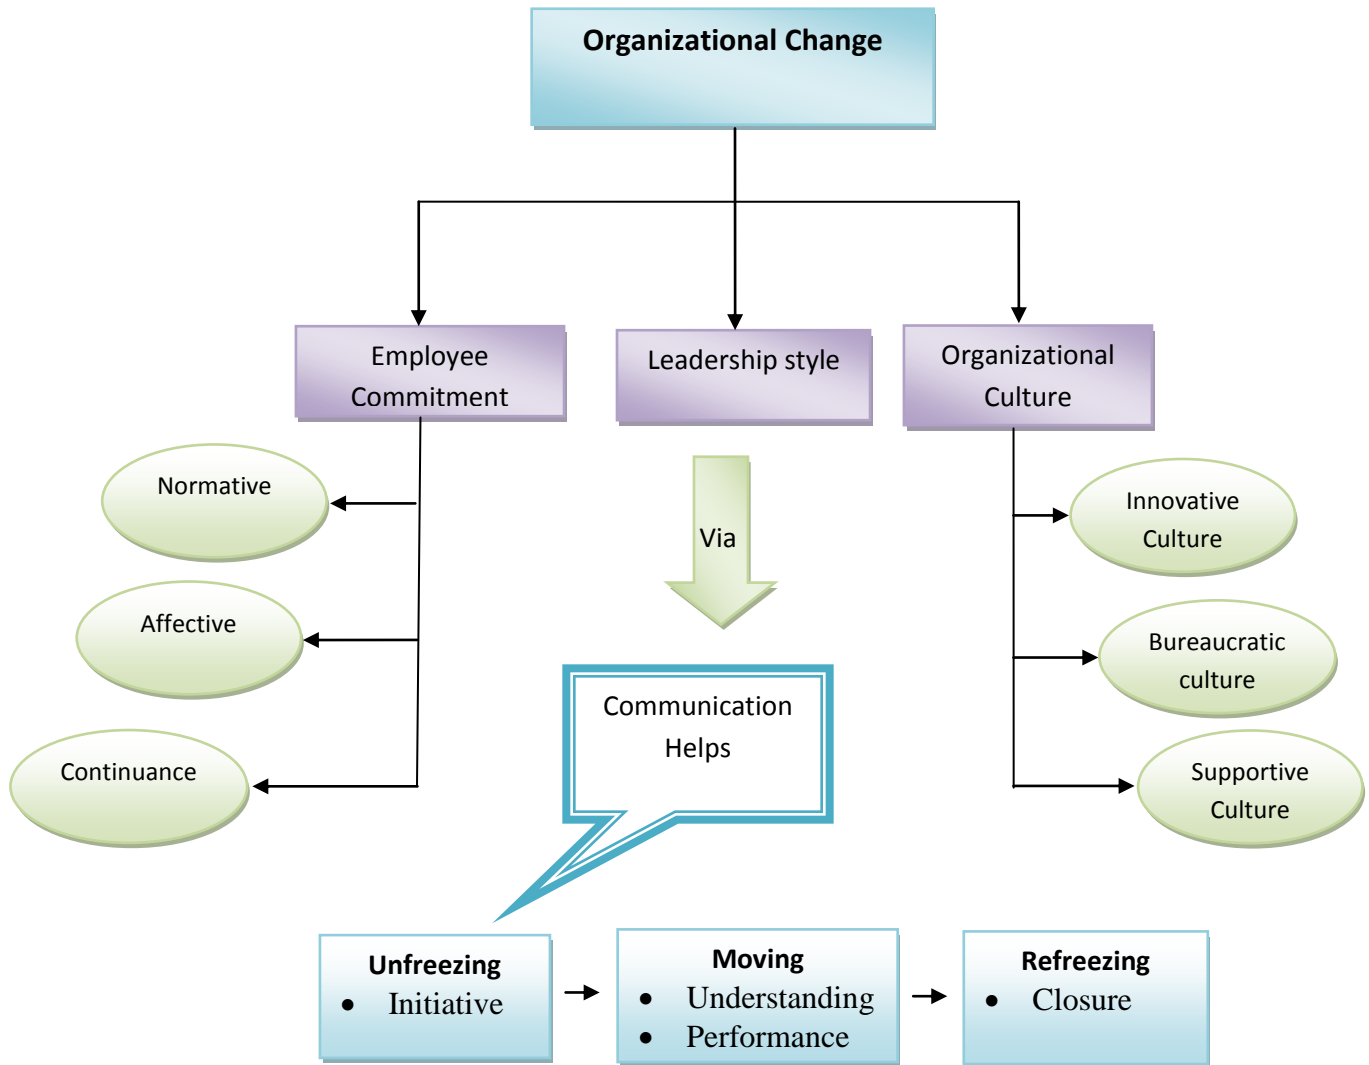 Organizational Change
Employee
Commitment
Leadership style
Organizational
Culture
Normative
Affective
Continuance
Via
Innovative
Culture
Bureaucratic
culture
Supportive
Culture
Communication
Helps
Unfreezing
• Initiative
Moving
• Understanding
• Performance
Refreezing
• Closure